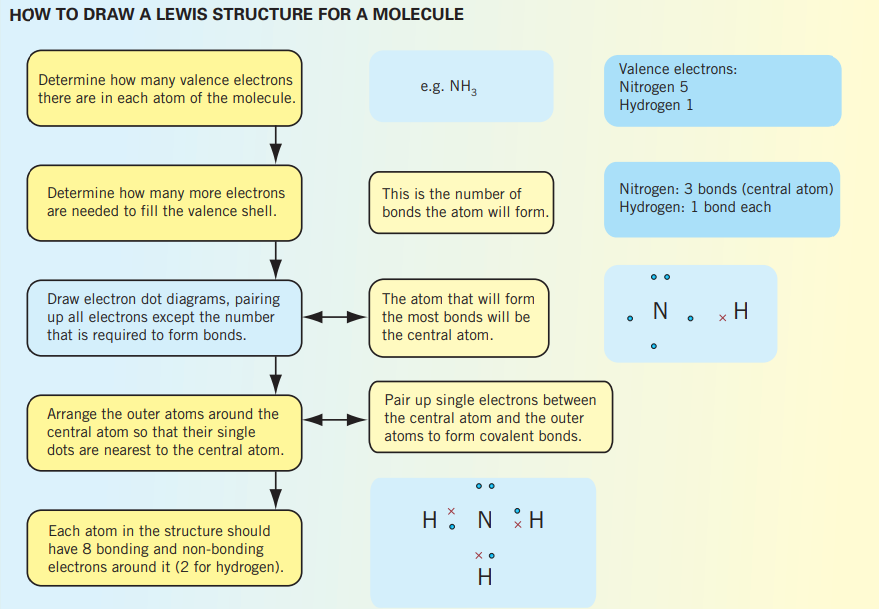 HOW TO DRAW A LEWIS STRUCTURE FOR A MOLECULE
Determine how many valence electrons
there are in each atom of the molecule.
e.g. NH₃
Valence electrons:
Nitrogen 5
Hydrogen 1
Determine how many more electrons
are needed to fill the valence shell.
This is the number of
bonds the atom will form.
Nitrogen: 3 bonds (central atom)
Hydrogen: 1 bond each
Draw electron dot diagrams, pairing
up all electrons except the number
that is required to form bonds.
The atom that will form
the most bonds will be
the central atom.
N × H
Arrange the outer atoms around the
central atom so that their single
dots are nearest to the central atom.
Pair up single electrons between
the central atom and the outer
atoms to form covalent bonds.
Each atom in the structure should
have 8 bonding and non-bonding
electrons around it (2 for hydrogen).
H × N × H
×
H